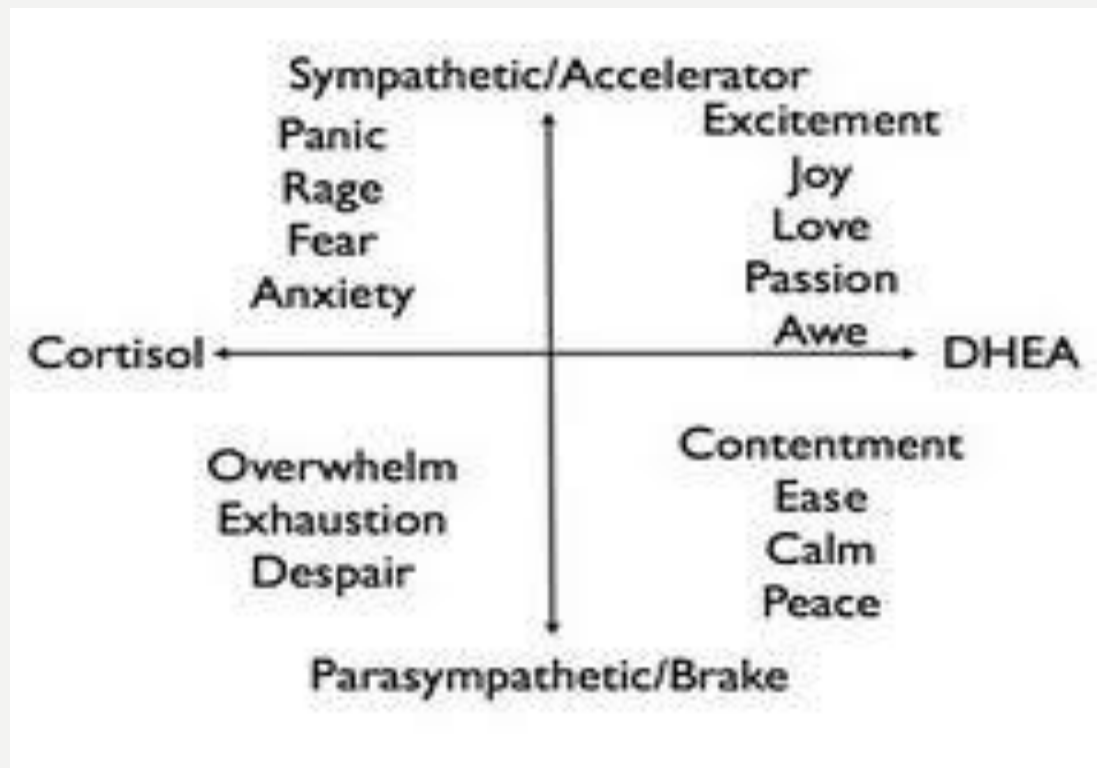 Sympathetic/Accelerator
Panic
Rage
Fear
Anxiety
Excitement
Joy
Love
Passion
Awe
Cortisol
DHEA
Overwhelm
Exhaustion
Despair
Contentment
Ease
Calm
Peace
Parasympathetic/Brake